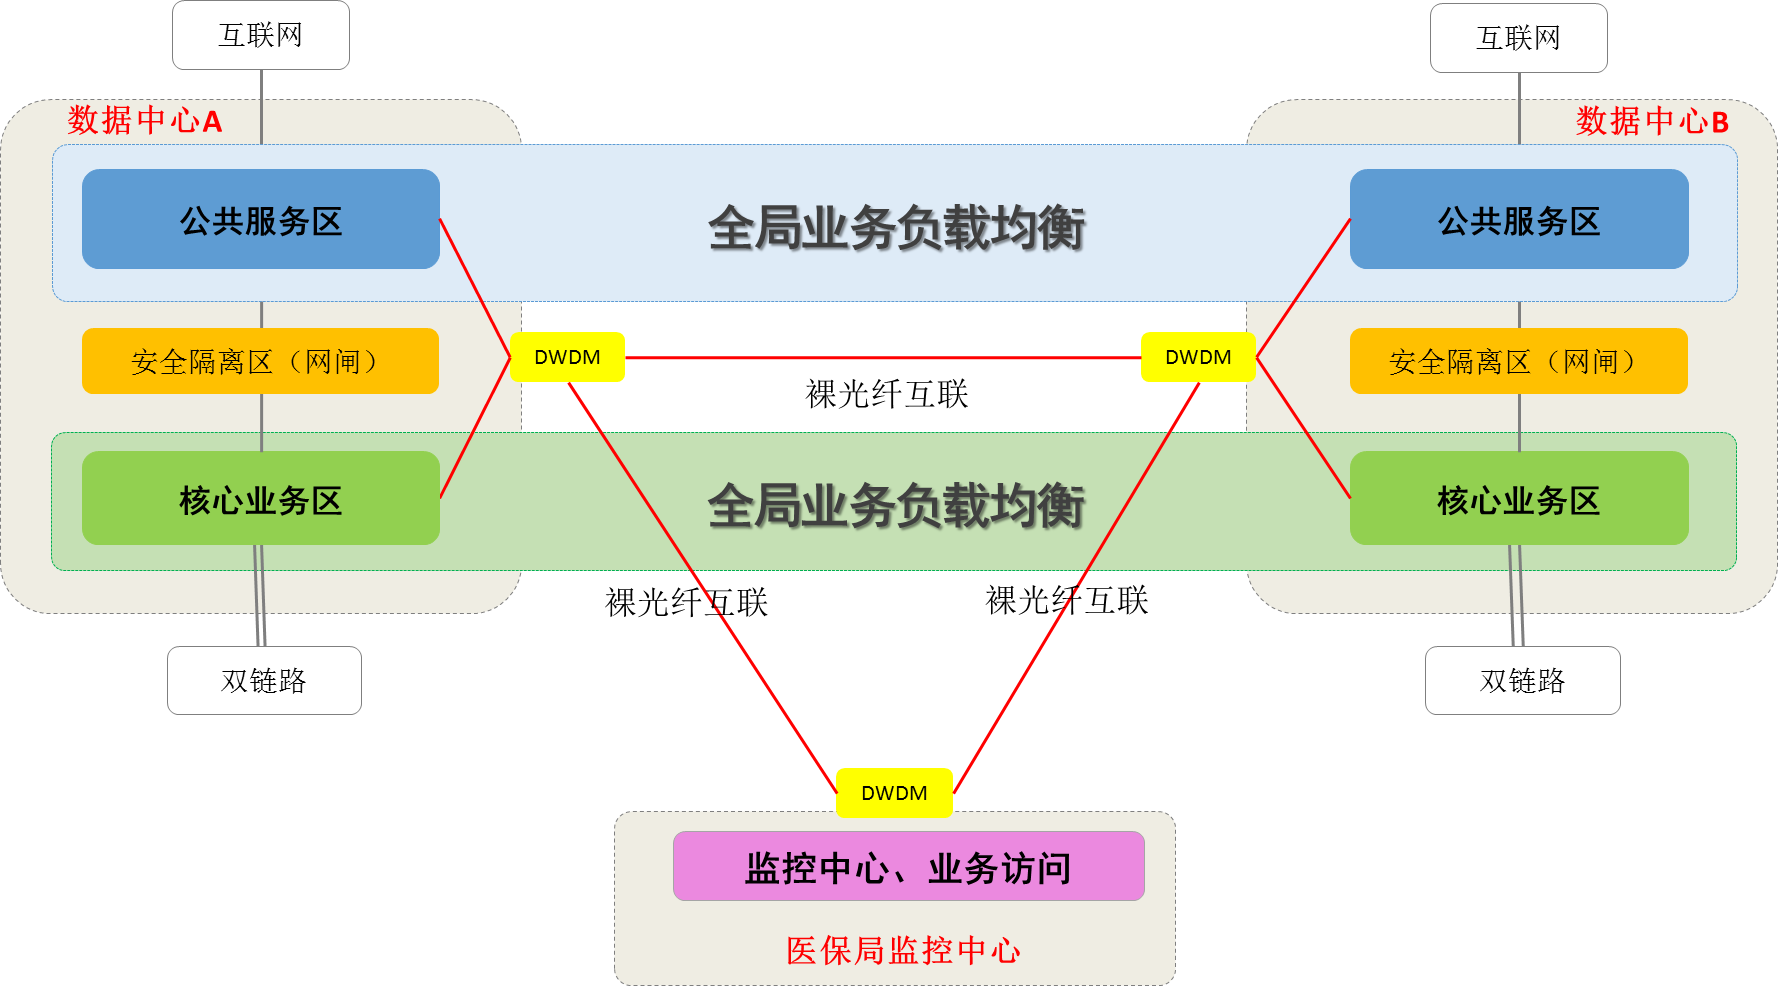 互联网
互联网
数据中心A
数据中心B
公共服务区
全局业务负载均衡
公共服务区
安全隔离区（网闸）
DWDM
DWDM
安全隔离区（网闸）
裸光纤互联
核心业务区
全局业务负载均衡
核心业务区
裸光纤互联
裸光纤互联
双链路
双链路
DWDM
监控中心、业务访问
医保局监控中心